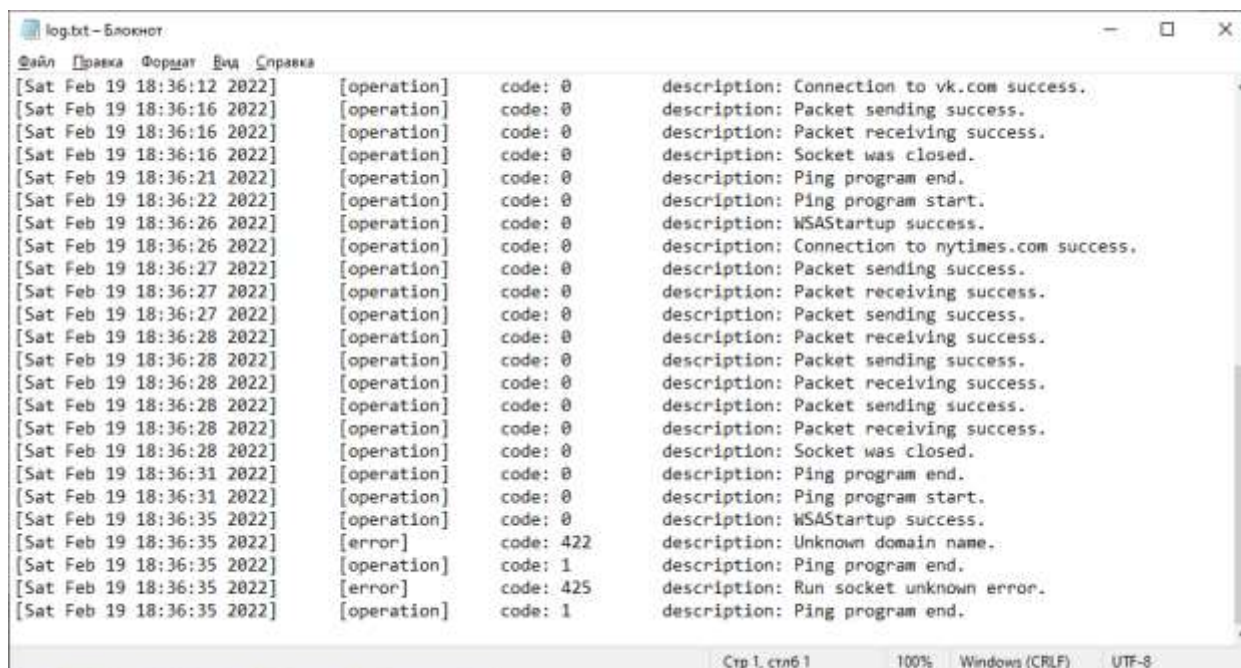 log.txt – Блокнот
Файл Правка Формат Вид Справка
[Sat Feb 19 18:36:12 2022] [operation] code: 0 description: Connection to vk.com success.
[Sat Feb 19 18:36:16 2022] [operation] code: 0 description: Packet sending success.
[Sat Feb 19 18:36:16 2022] [operation] code: 0 description: Packet receiving success.
[Sat Feb 19 18:36:16 2022] [operation] code: 0 description: Socket was closed.
[Sat Feb 19 18:36:21 2022] [operation] code: 0 description: Ping program end.
[Sat Feb 19 18:36:22 2022] [operation] code: 0 description: Ping program start.
[Sat Feb 19 18:36:26 2022] [operation] code: 0 description: WSAStartup success.
[Sat Feb 19 18:36:26 2022] [operation] code: 0 description: Connection to nytimes.com success.
[Sat Feb 19 18:36:27 2022] [operation] code: 0 description: Packet sending success.
[Sat Feb 19 18:36:27 2022] [operation] code: 0 description: Packet receiving success.
[Sat Feb 19 18:36:27 2022] [operation] code: 0 description: Packet sending success.
[Sat Feb 19 18:36:28 2022] [operation] code: 0 description: Packet receiving success.
[Sat Feb 19 18:36:28 2022] [operation] code: 0 description: Packet sending success.
[Sat Feb 19 18:36:28 2022] [operation] code: 0 description: Packet receiving success.
[Sat Feb 19 18:36:28 2022] [operation] code: 0 description: Packet sending success.
[Sat Feb 19 18:36:28 2022] [operation] code: 0 description: Packet receiving success.
[Sat Feb 19 18:36:28 2022] [operation] code: 0 description: Socket was closed.
[Sat Feb 19 18:36:31 2022] [operation] code: 0 description: Ping program end.
[Sat Feb 19 18:36:31 2022] [operation] code: 0 description: Ping program start.
[Sat Feb 19 18:36:35 2022] [operation] code: 0 description: WSAStartup success.
[Sat Feb 19 18:36:35 2022] [error] code: 422 description: Unknown domain name.
[Sat Feb 19 18:36:35 2022] [operation] code: 1 description: Ping program end.
[Sat Feb 19 18:36:35 2022] [error] code: 425 description: Run socket unknown error.
[Sat Feb 19 18:36:35 2022] [operation] code: 1 description: Ping program end.
Стр 1, стлб 1 100% Windows (CRLF) UTF-8